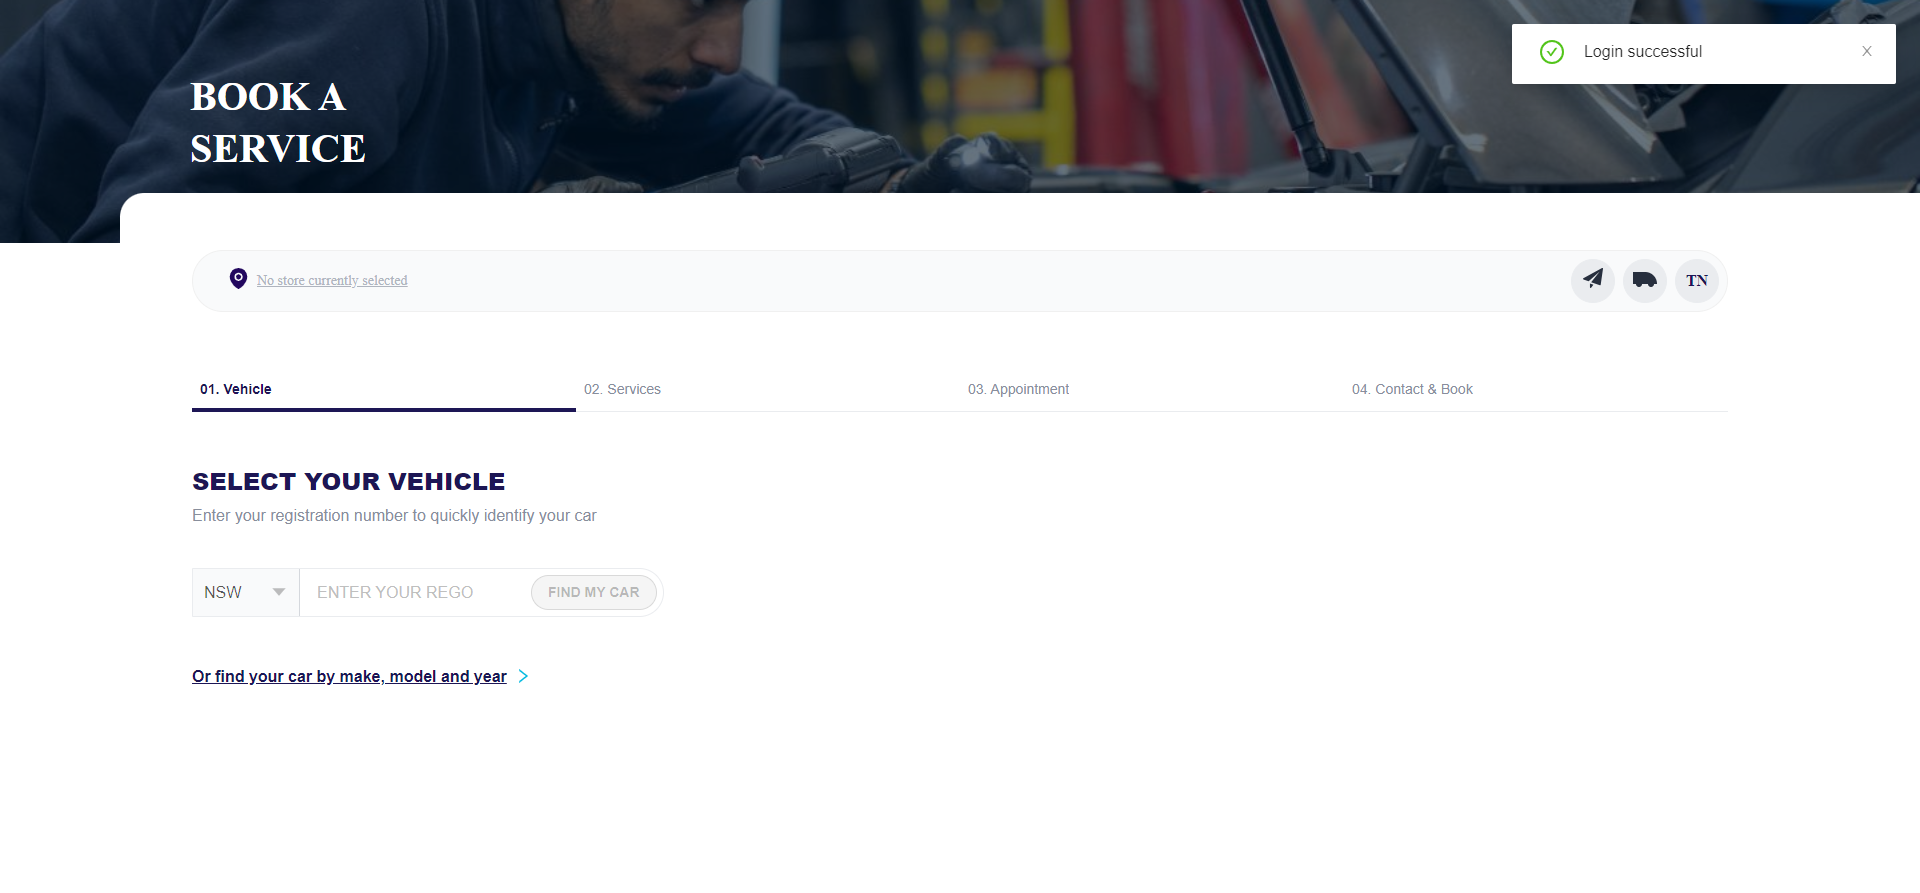 BOOK A
SERVICE
Login successful
No store currently selected
TN
01. Vehicle
02. Services
03. Appointment
04. Contact & Book
SELECT YOUR VEHICLE
Enter your registration number to quickly identify your car
NSW
ENTER YOUR REGO
FIND MY CAR
Or find your car by make, model and year